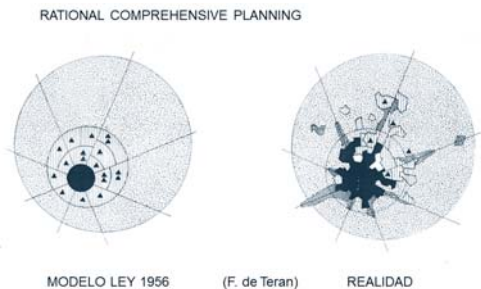 RATIONAL COMPREHENSIVE PLANNING
MODELO LEY 1956 (F. de Teran) REALIDAD